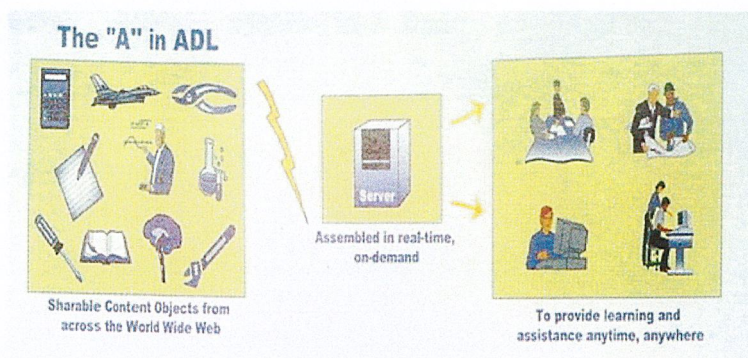 The "A" in ADL
Server
Assembled in real-time,
on-demand
Sharable Content Objects from
across the World Wide Web
To provide learning and
assistance anytime, anywhere